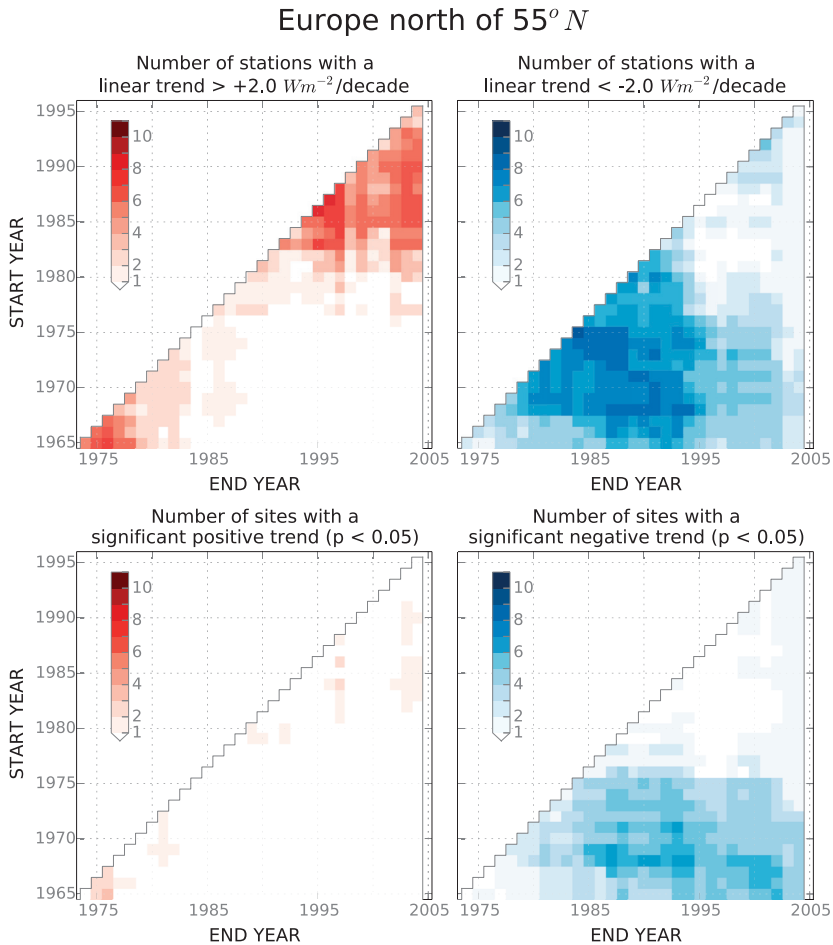 Europe north of 55° N
Number of stations with a
linear trend > +2.0 Wm⁻²/decade
Number of stations with a
linear trend < -2.0 Wm⁻²/decade
START YEAR
1995
1990
1985
1980
1975
1970
1965
10
8
6
4
2
1
10
8
6
4
2
1
1975 1985 1995 2005
1975 1985 1995 2005
END YEAR
END YEAR
Number of sites with a
significant positive trend (p < 0.05)
Number of sites with a
significant negative trend (p < 0.05)
START YEAR
1995
1990
1985
1980
1975
1970
1965
10
8
6
4
2
1
10
8
6
4
2
1
1975 1985 1995 2005
1975 1985 1995 2005
END YEAR
END YEAR